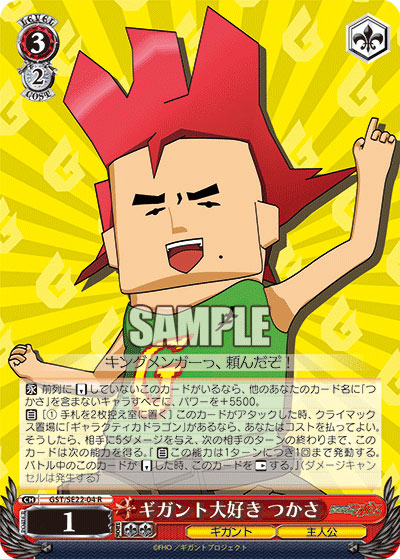 LEVEL
3
2
COST
G
SAMPLE
キングメンガーっ、頼んだぞ！
永 前列に【】していないこのカードがいるなら、他のあなたのカード名に「つ
かさ」を含まないキャラすべてに、パワーを＋5500。
自 [① 手札を2枚控え室に置く] このカードがアタックした時、クライマッ
クス置場に「ギャラクティカドラゴン」があるなら、あなたはコストを払ってよい。
そうしたら、相手に5ダメージを与え、次の相手のターンの終わりまで、この
カードは次の能力を得る。『自 この能力は1ターンにつき1回まで発動する。
バトル中のこのカードが【】した時、このカードを【】する。』（ダメージキャン
セルは発生する）
CH GST/SE22-04 R
1
ギガント大好き つかさ
ギガント
主人公
©FHO ／ギガントプロジェクト